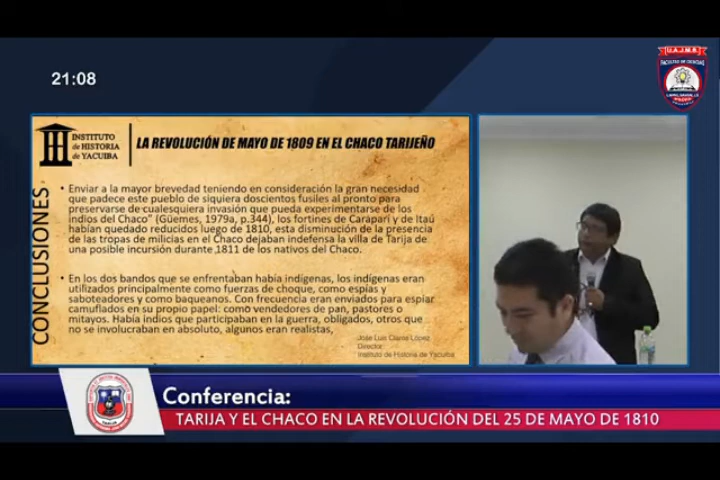 21:08
U.A.J.M.S.
FACULTAD DE CIENCIAS
INSTITUTO
de HISTORIA
de YACUIBA
LA REVOLUCIÓN DE MAYO DE 1809 EN EL CHACO TARIJEÑO
CONCLUSIONES
• Enviar a la mayor brevedad teniendo en consideración la gran necesidad
que padece este pueblo de siquiera doscientos fusiles al pronto para
preservarse de cualesquiera invasión que pueda experimentarse de los
indios del Chaco" (Güemes, 1979a, p.344), los fortines de Caraparí y de Itaú
habían quedado reducidos luego de 1810, esta disminución de la presencia
de las tropas de milicias en el Chaco dejaban indefensa la villa de Tarija de
una posible incursión durante 1811 de los nativos del Chaco.
• En los dos bandos que se enfrentaban había indígenas, los indígenas eran
utilizados principalmente como fuerzas de choque, como espías y
saboteadores y como baqueanos. Con frecuencia eran enviados para espiar
camuflados en su propio papel: como vendedores de pan, pastores o
mitayos. Había indios que participaban en la guerra, obligados, otros que
no se involucraban en absoluto, algunos eran realistas,
José Luis Claros López
Director
Instituto de Historia de Yacuiba
Conferencia:
TARIJA Y EL CHACO EN LA REVOLUCIÓN DEL 25 DE MAYO DE 1810